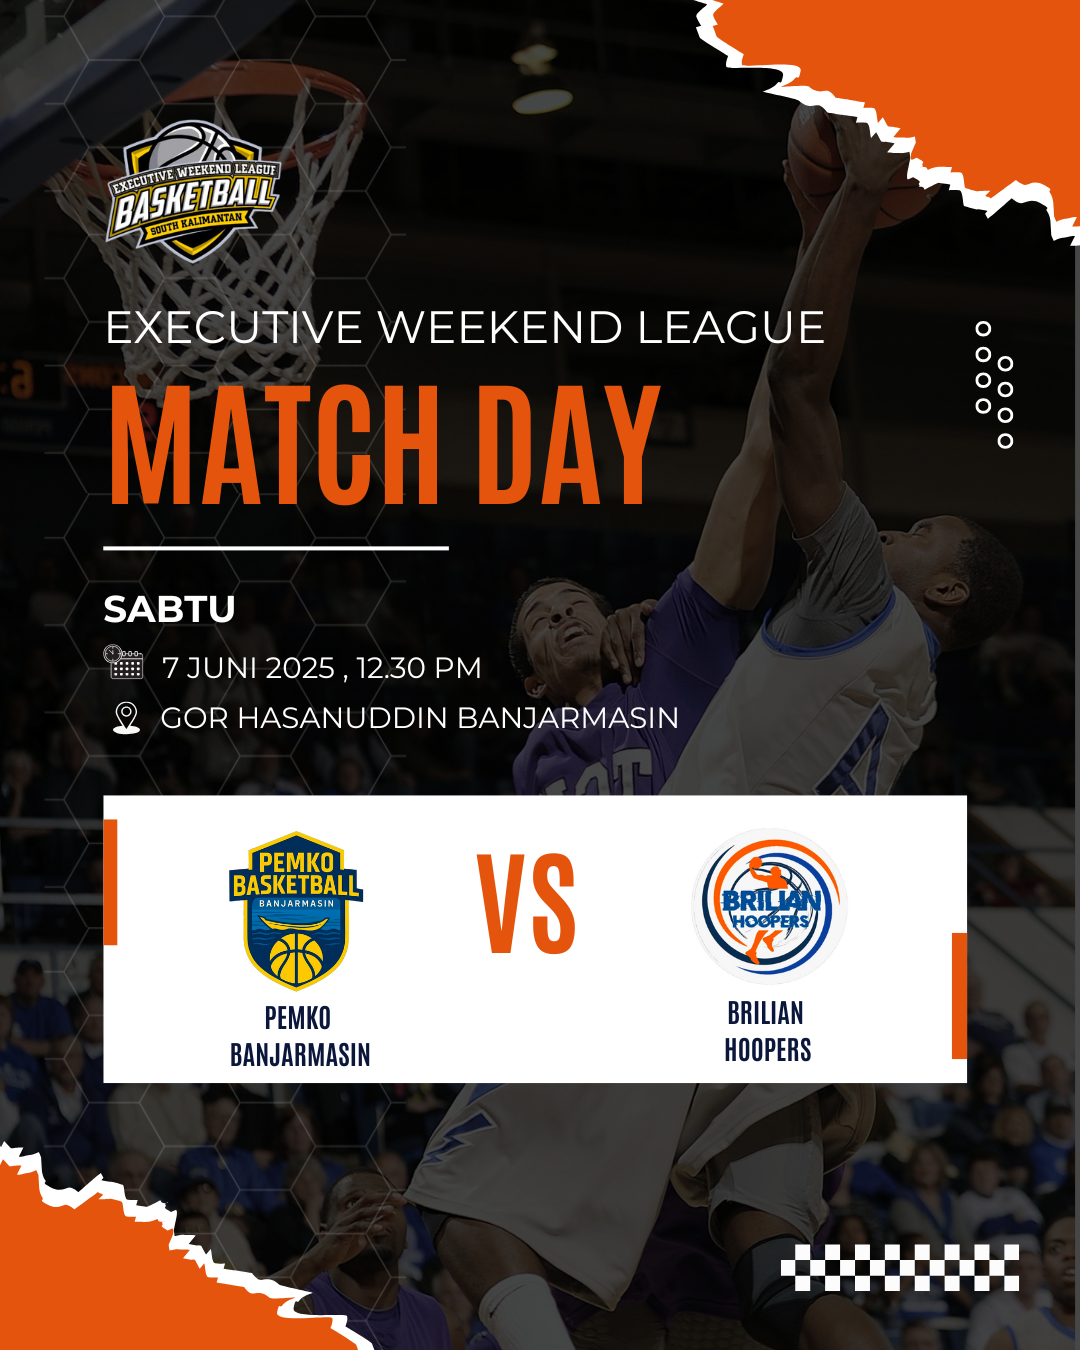 EXECUTIVE WEEKEND LEAGUE
BASKETBALL
SOUTH KALIMANTAN
EXECUTIVE WEEKEND LEAGUE
MATCH DAY
SABTU
7 JUNI 2025 , 12.30 PM
GOR HASANUDDIN BANJARMASIN
PEMKO
BASKETBALL
BANJARMASIN
VS
BRILIAN
HOOPERS
PEMKO
BANJARMASIN
BRILIAN
HOOPERS